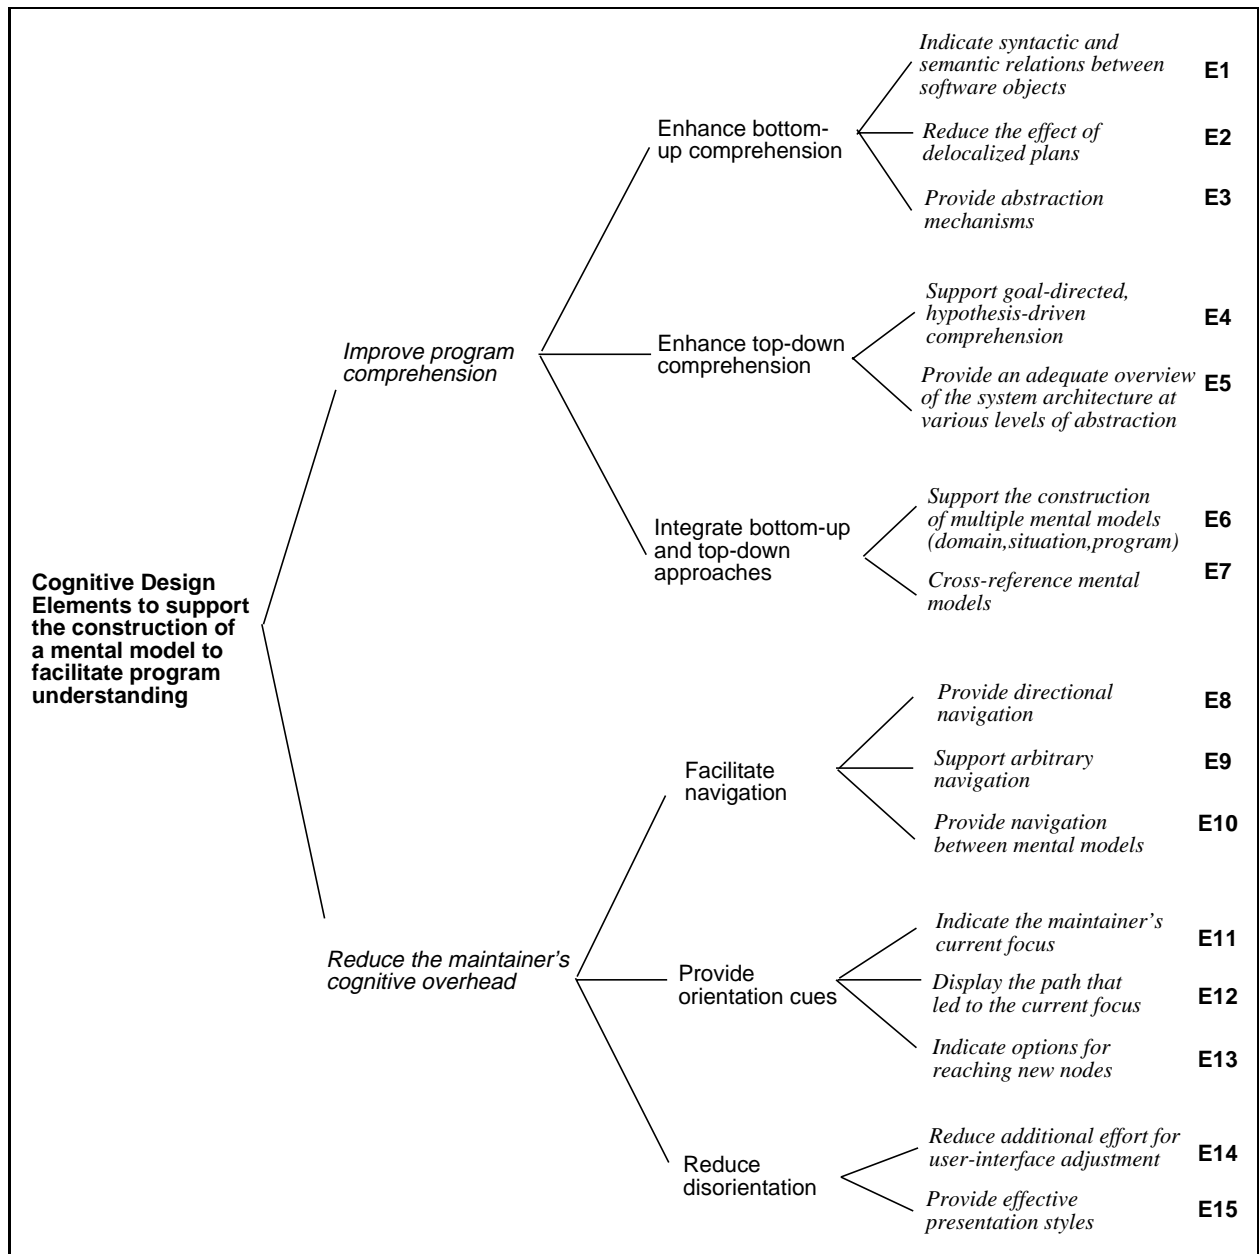 Indicate syntactic and
semantic relations between
software objects
E1
Enhance bottom-
up comprehension
Reduce the effect of
delocalized plans
E2
Provide abstraction
mechanisms
E3
Support goal-directed,
hypothesis-driven
comprehension
E4
Improve program
comprehension
Enhance top-down
comprehension
Provide an adequate overview
of the system architecture at
various levels of abstraction
E5
Support the construction
of multiple mental models
(domain,situation,program)
E6
Integrate bottom-up
and top-down
approaches
Cross-reference mental
models
E7
Cognitive Design
Elements to support
the construction of
a mental model to
facilitate program
understanding
Provide directional
navigation
E8
Facilitate
navigation
Support arbitrary
navigation
E9
Provide navigation
between mental models
E10
Indicate the maintainer's
current focus
E11
Reduce the maintainer's
cognitive overhead
Provide
orientation cues
Display the path that
led to the current focus
E12
Indicate options for
reaching new nodes
E13
Reduce
disorientation
Reduce additional effort for
user-interface adjustment
E14
Provide effective
presentation styles
E15